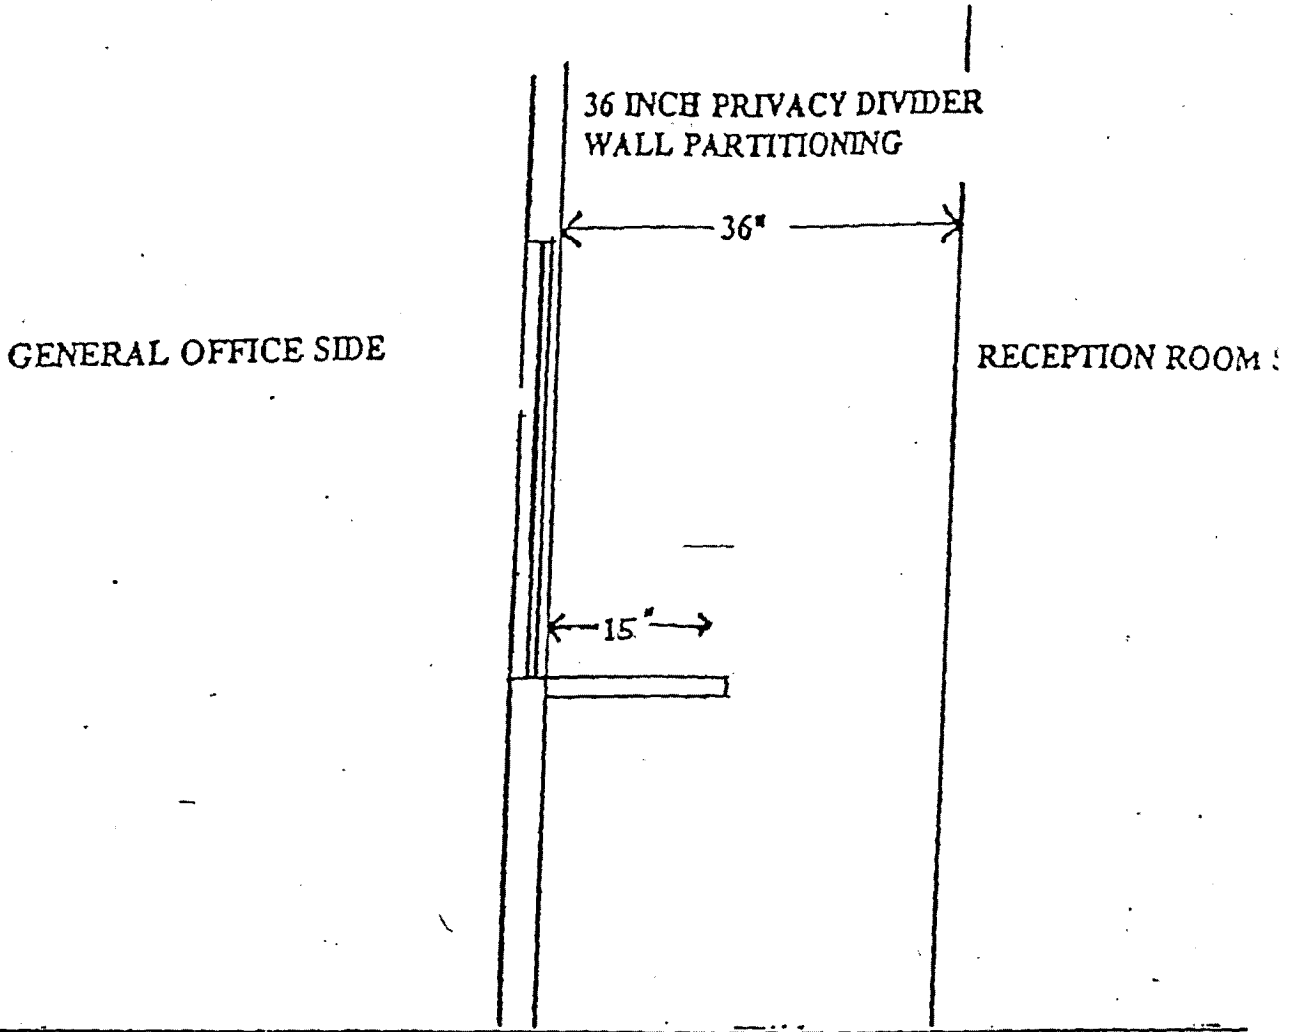 36 INCH PRIVACY DIVIDER
WALL PARTITIONING
36"
GENERAL OFFICE SIDE
RECEPTION ROOM
15"